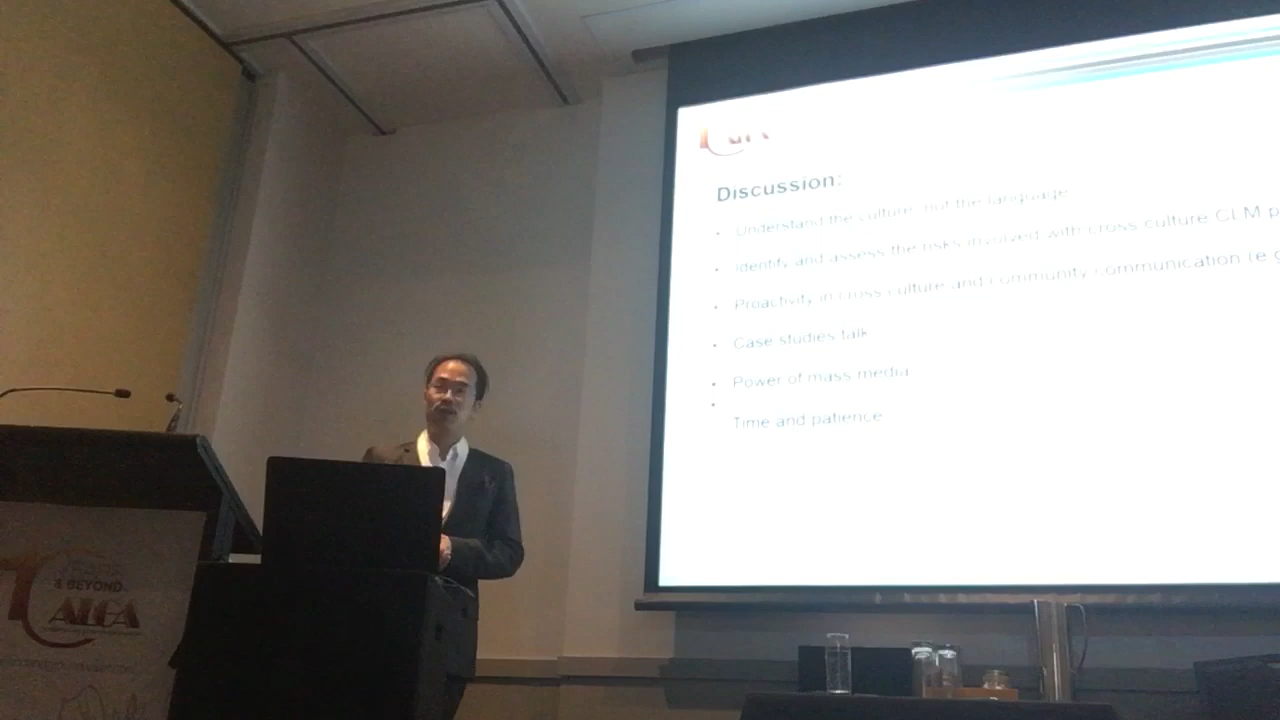 Discussion:
• Understand the culture, not the language
• Identify and assess the risks involved with cross culture CLM p
• Proactivity in cross culture and community communication (e.g
• Case studies talk
• Power of mass media
•
Time and patience
& BEYOND
ALGA